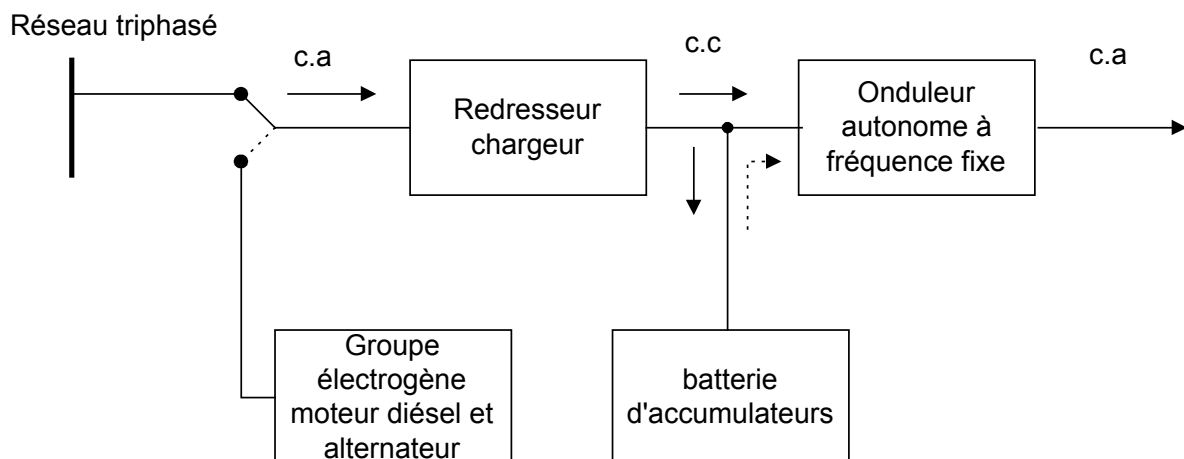 Réseau triphasé
c.a
c.c
c.a
Redresseur
chargeur
Onduleur
autonome à
fréquence fixe
Groupe
électrogène
moteur diésel et
alternateur
batterie
d'accumulateurs